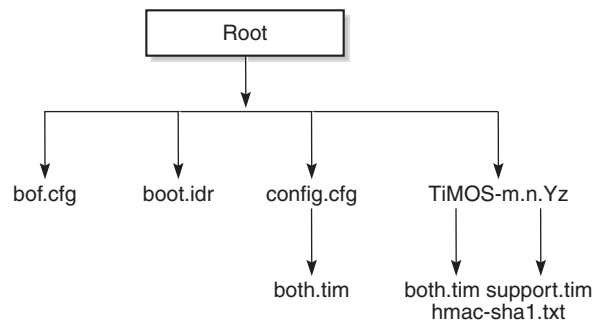 Root
bof.cfg boot.idr config.cfg TiMOS-m.n.Yz
both.tim both.tim support.tim
hmac-sha1.txt